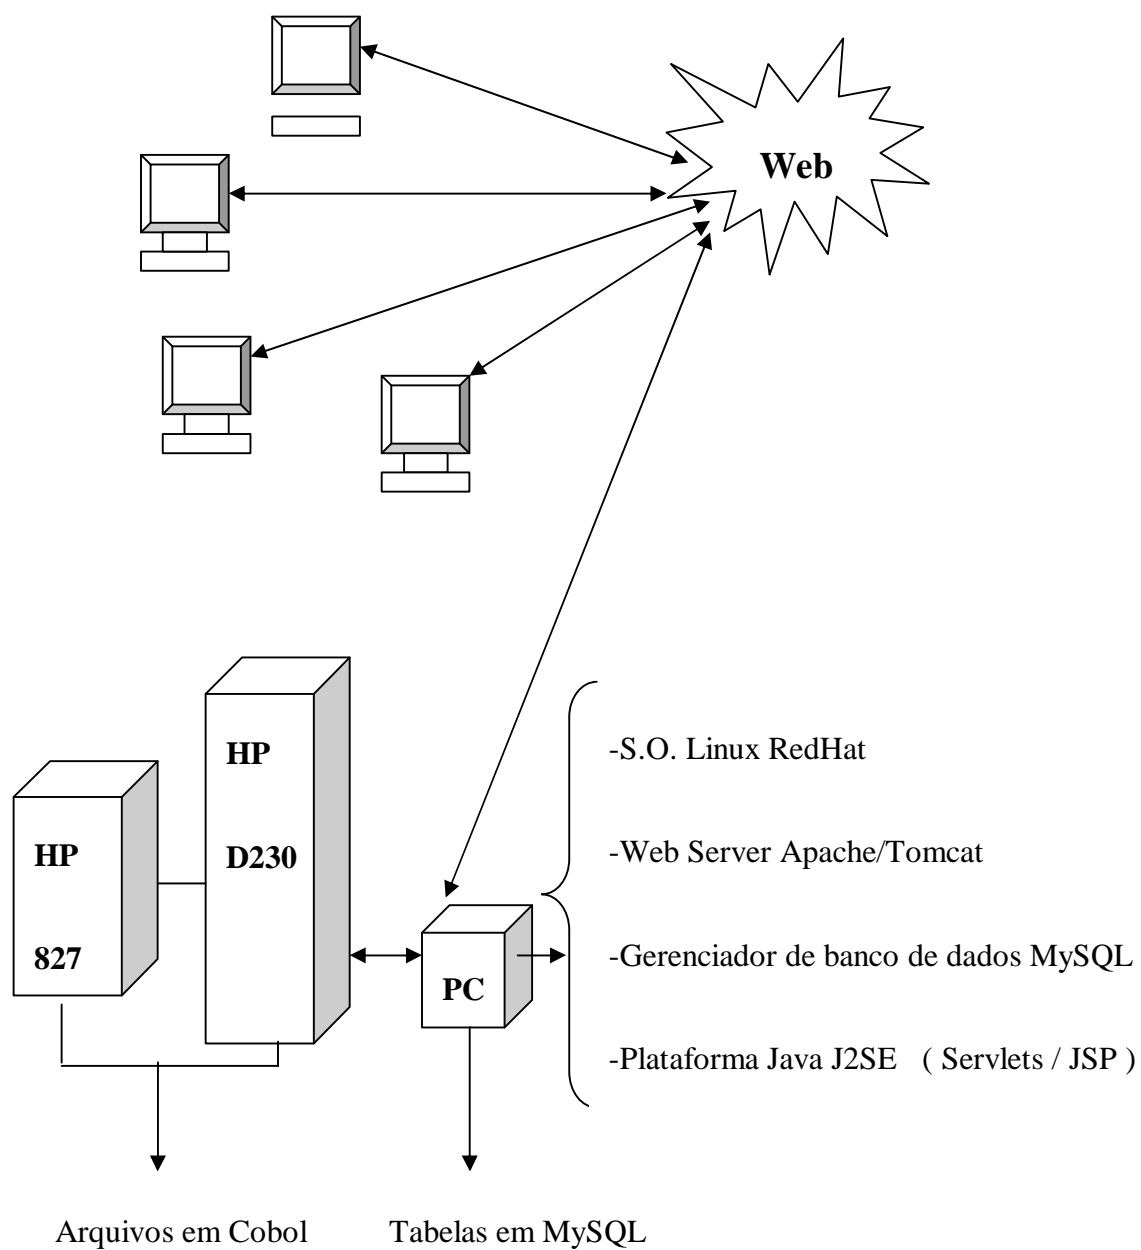 Web
HP
D230
HP
827
PC
-S.O. Linux RedHat
-Web Server Apache/Tomcat
-Gerenciador de banco de dados MySQL
-Plataforma Java J2SE ( Servlets / JSP )
Arquivos em Cobol
Tabelas em MySQL